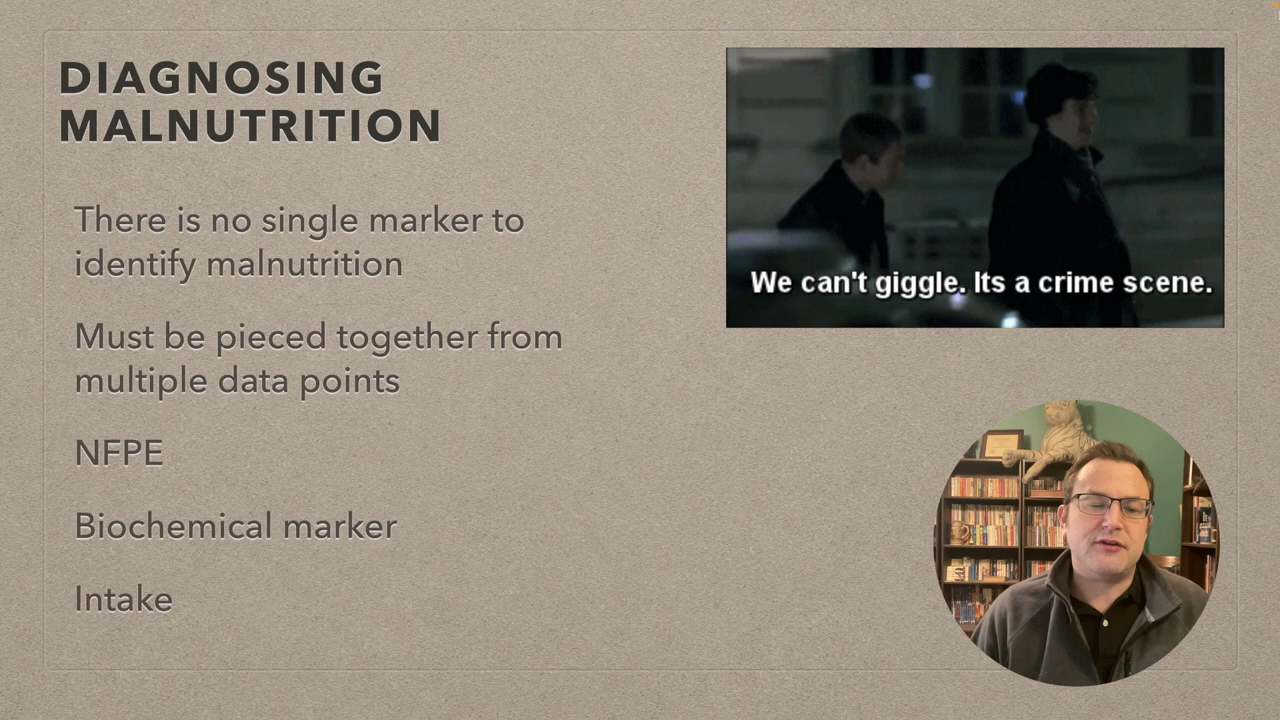 DIAGNOSING
MALNUTRITION
There is no single marker to
identify malnutrition
Must be pieced together from
multiple data points
NFPE
Biochemical marker
Intake
We can't giggle. Its a crime scene.